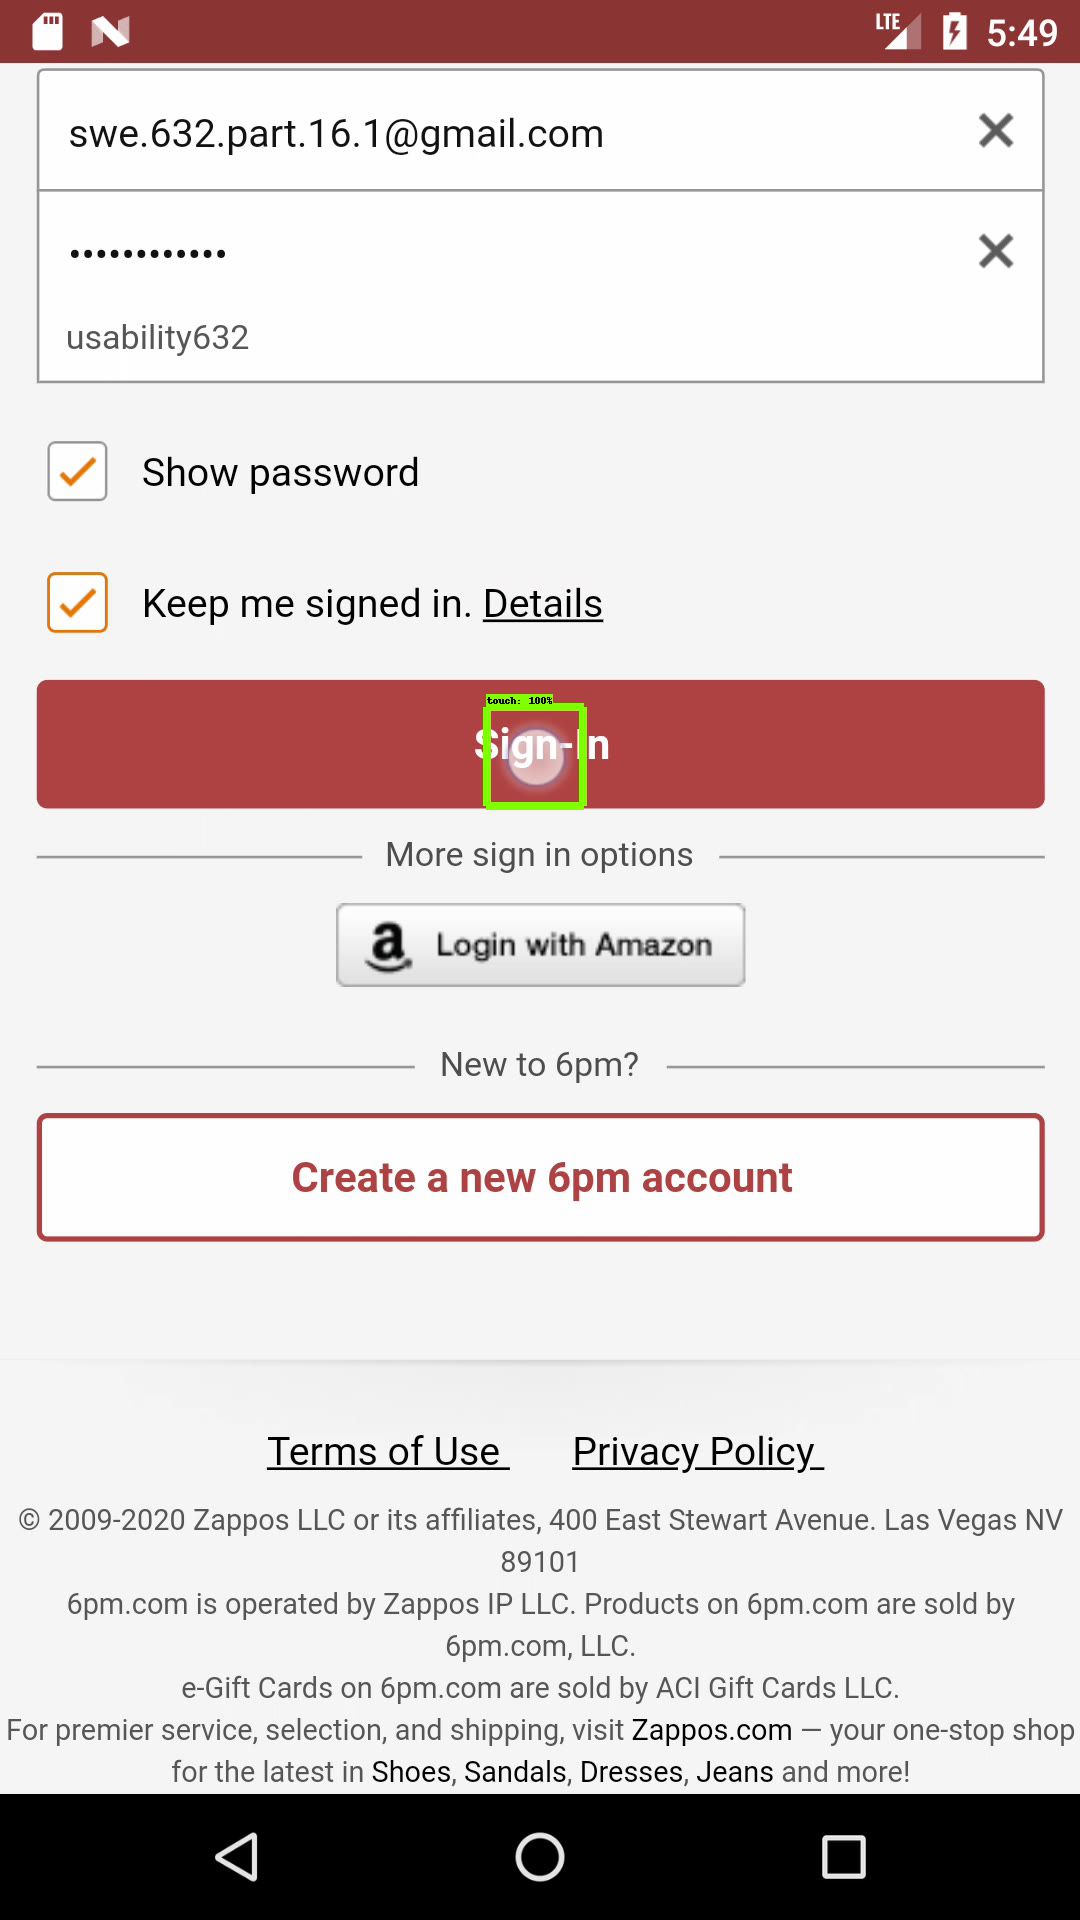 LTE 5:49
swe.632.part.16.1@gmail.com
••••••••••••
usability632
Show password
Keep me signed in. Details
touch: 100%
Sign-In
More sign in options
a Login with Amazon
New to 6pm?
Create a new 6pm account
Terms of Use Privacy Policy
© 2009-2020 Zappos LLC or its affiliates, 400 East Stewart Avenue. Las Vegas NV
89101
6pm.com is operated by Zappos IP LLC. Products on 6pm.com are sold by
6pm.com, LLC.
e-Gift Cards on 6pm.com are sold by ACI Gift Cards LLC.
For premier service, selection, and shipping, visit Zappos.com — your one-stop shop
for the latest in Shoes, Sandals, Dresses, Jeans and more!